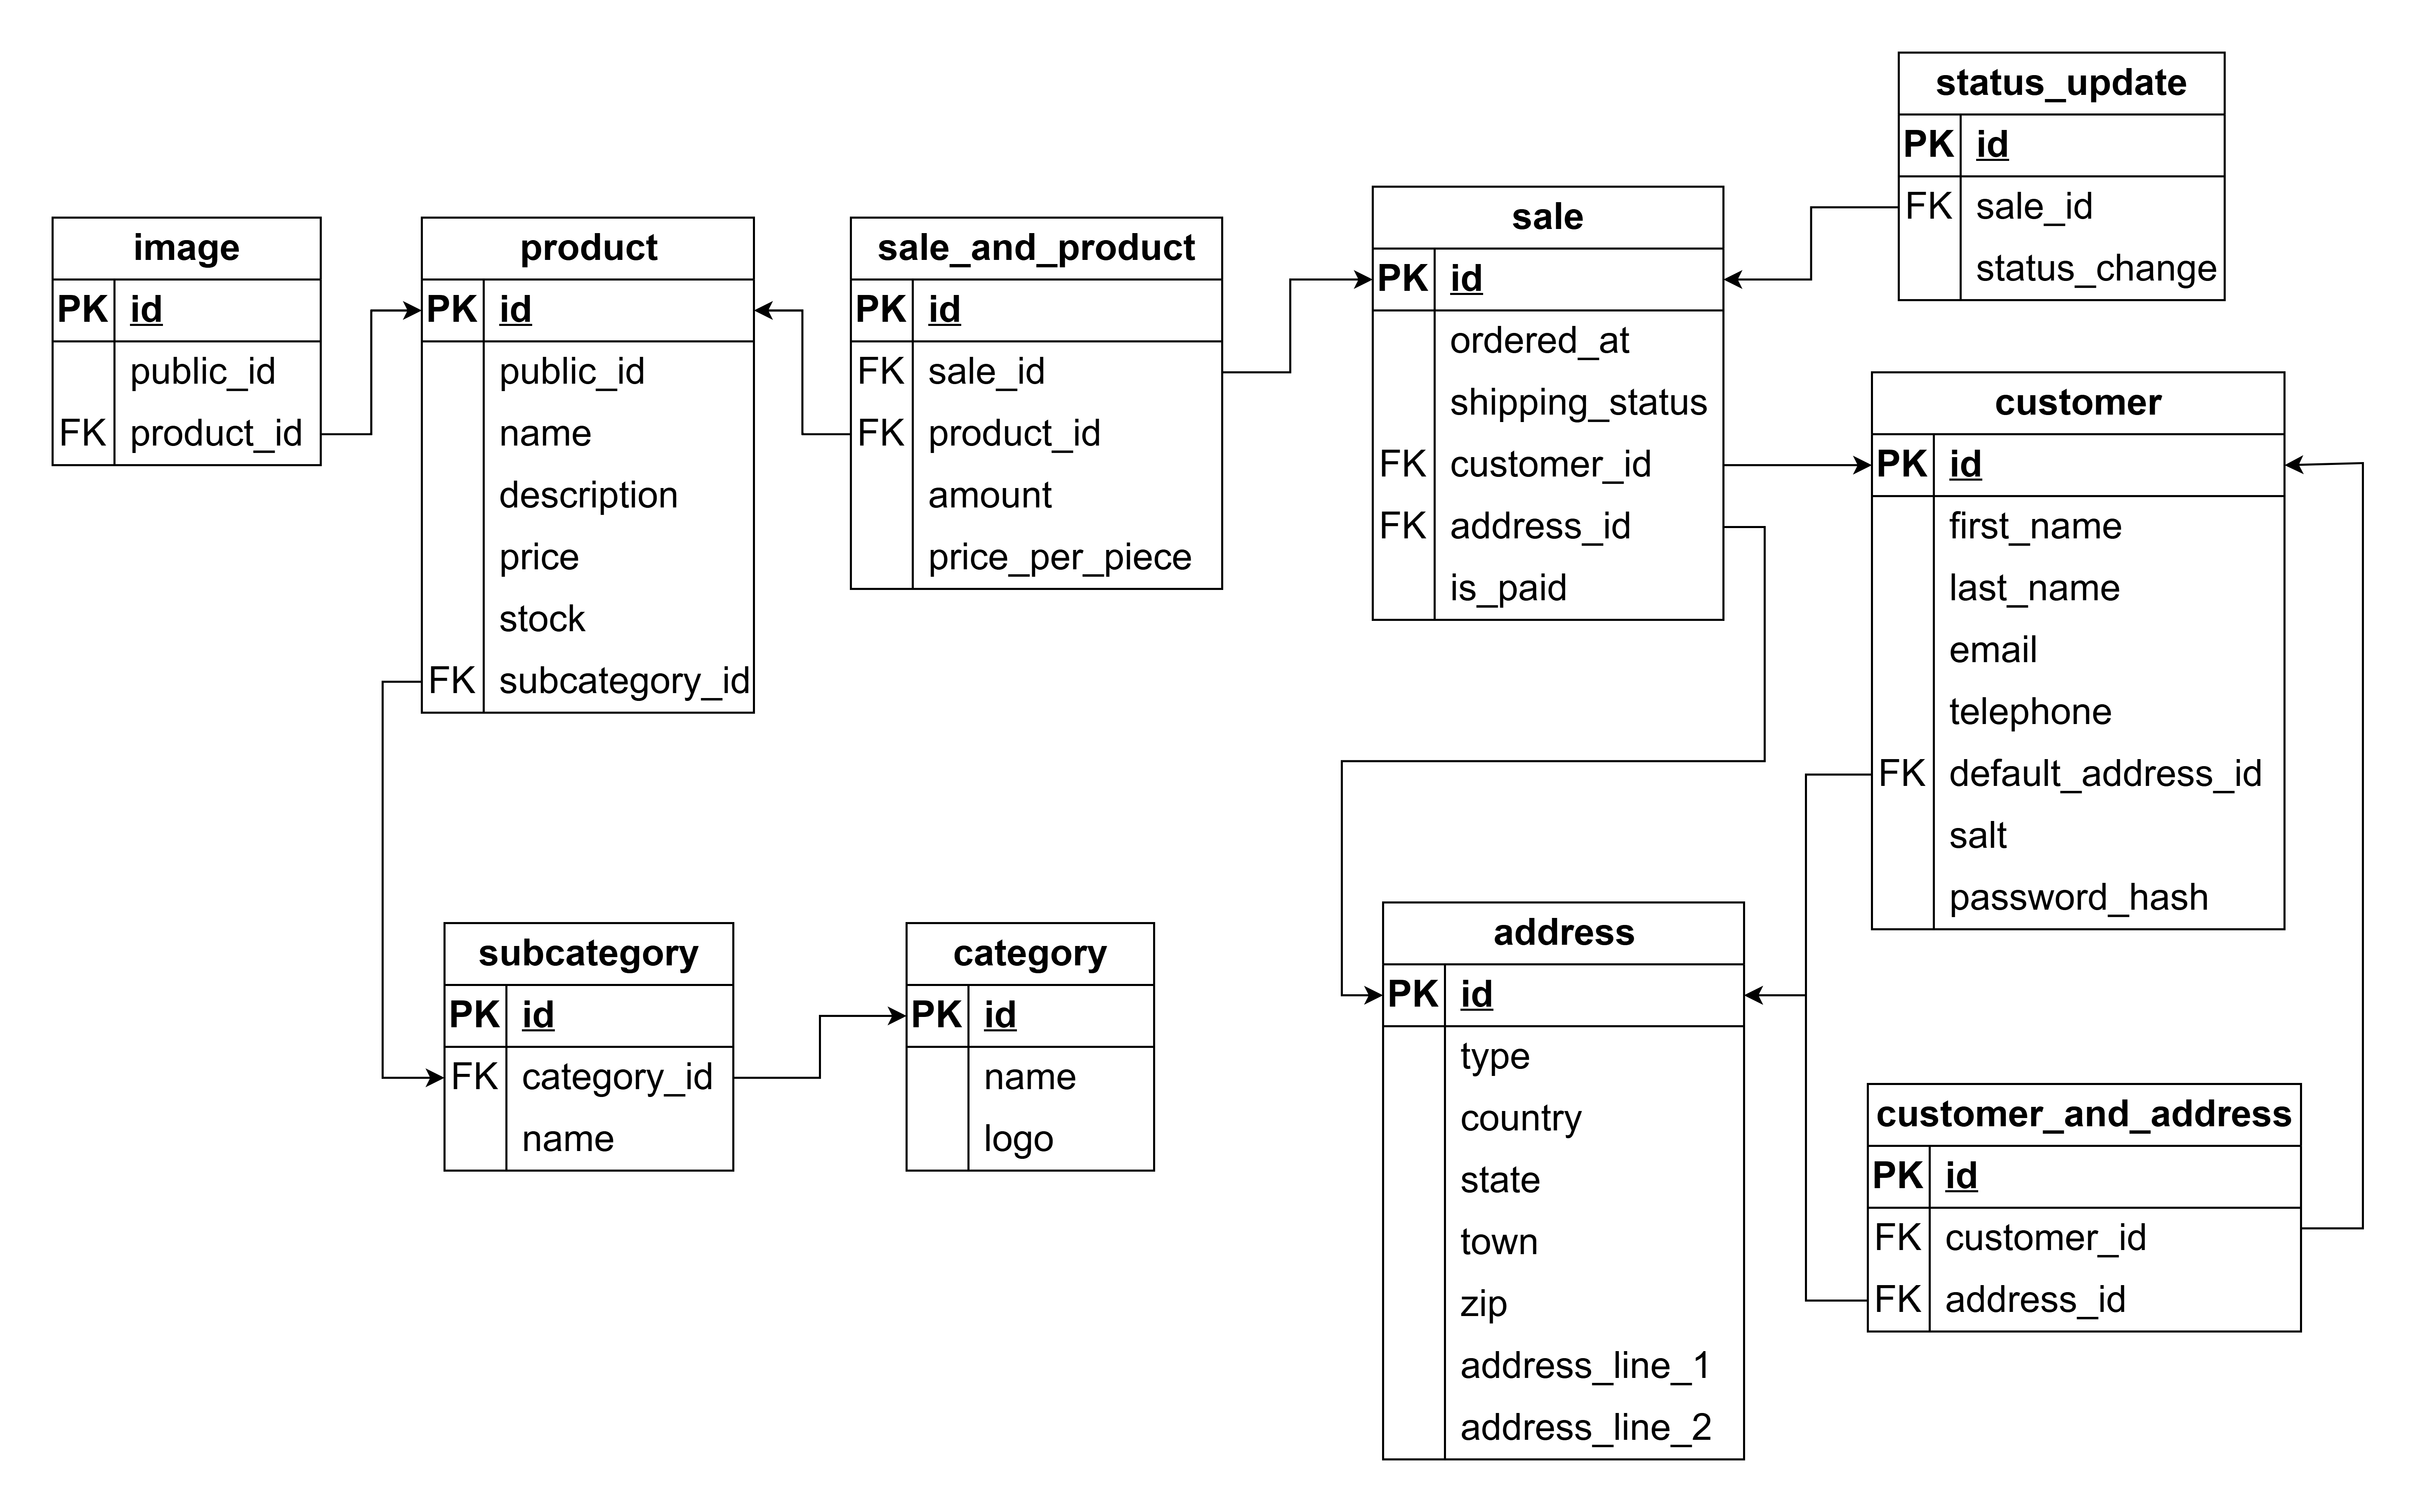 status_update
PK id
FK sale_id
status_change
image
PK id
public_id
FK product_id
product
PK id
public_id
name
description
price
stock
FK subcategory_id
sale_and_product
PK id
FK sale_id
FK product_id
amount
price_per_piece
sale
PK id
ordered_at
shipping_status
FK customer_id
FK address_id
is_paid
customer
PK id
first_name
last_name
email
telephone
FK default_address_id
salt
password_hash
subcategory
PK id
FK category_id
name
category
PK id
name
logo
address
PK id
type
country
state
town
zip
address_line_1
address_line_2
customer_and_address
PK id
FK customer_id
FK address_id